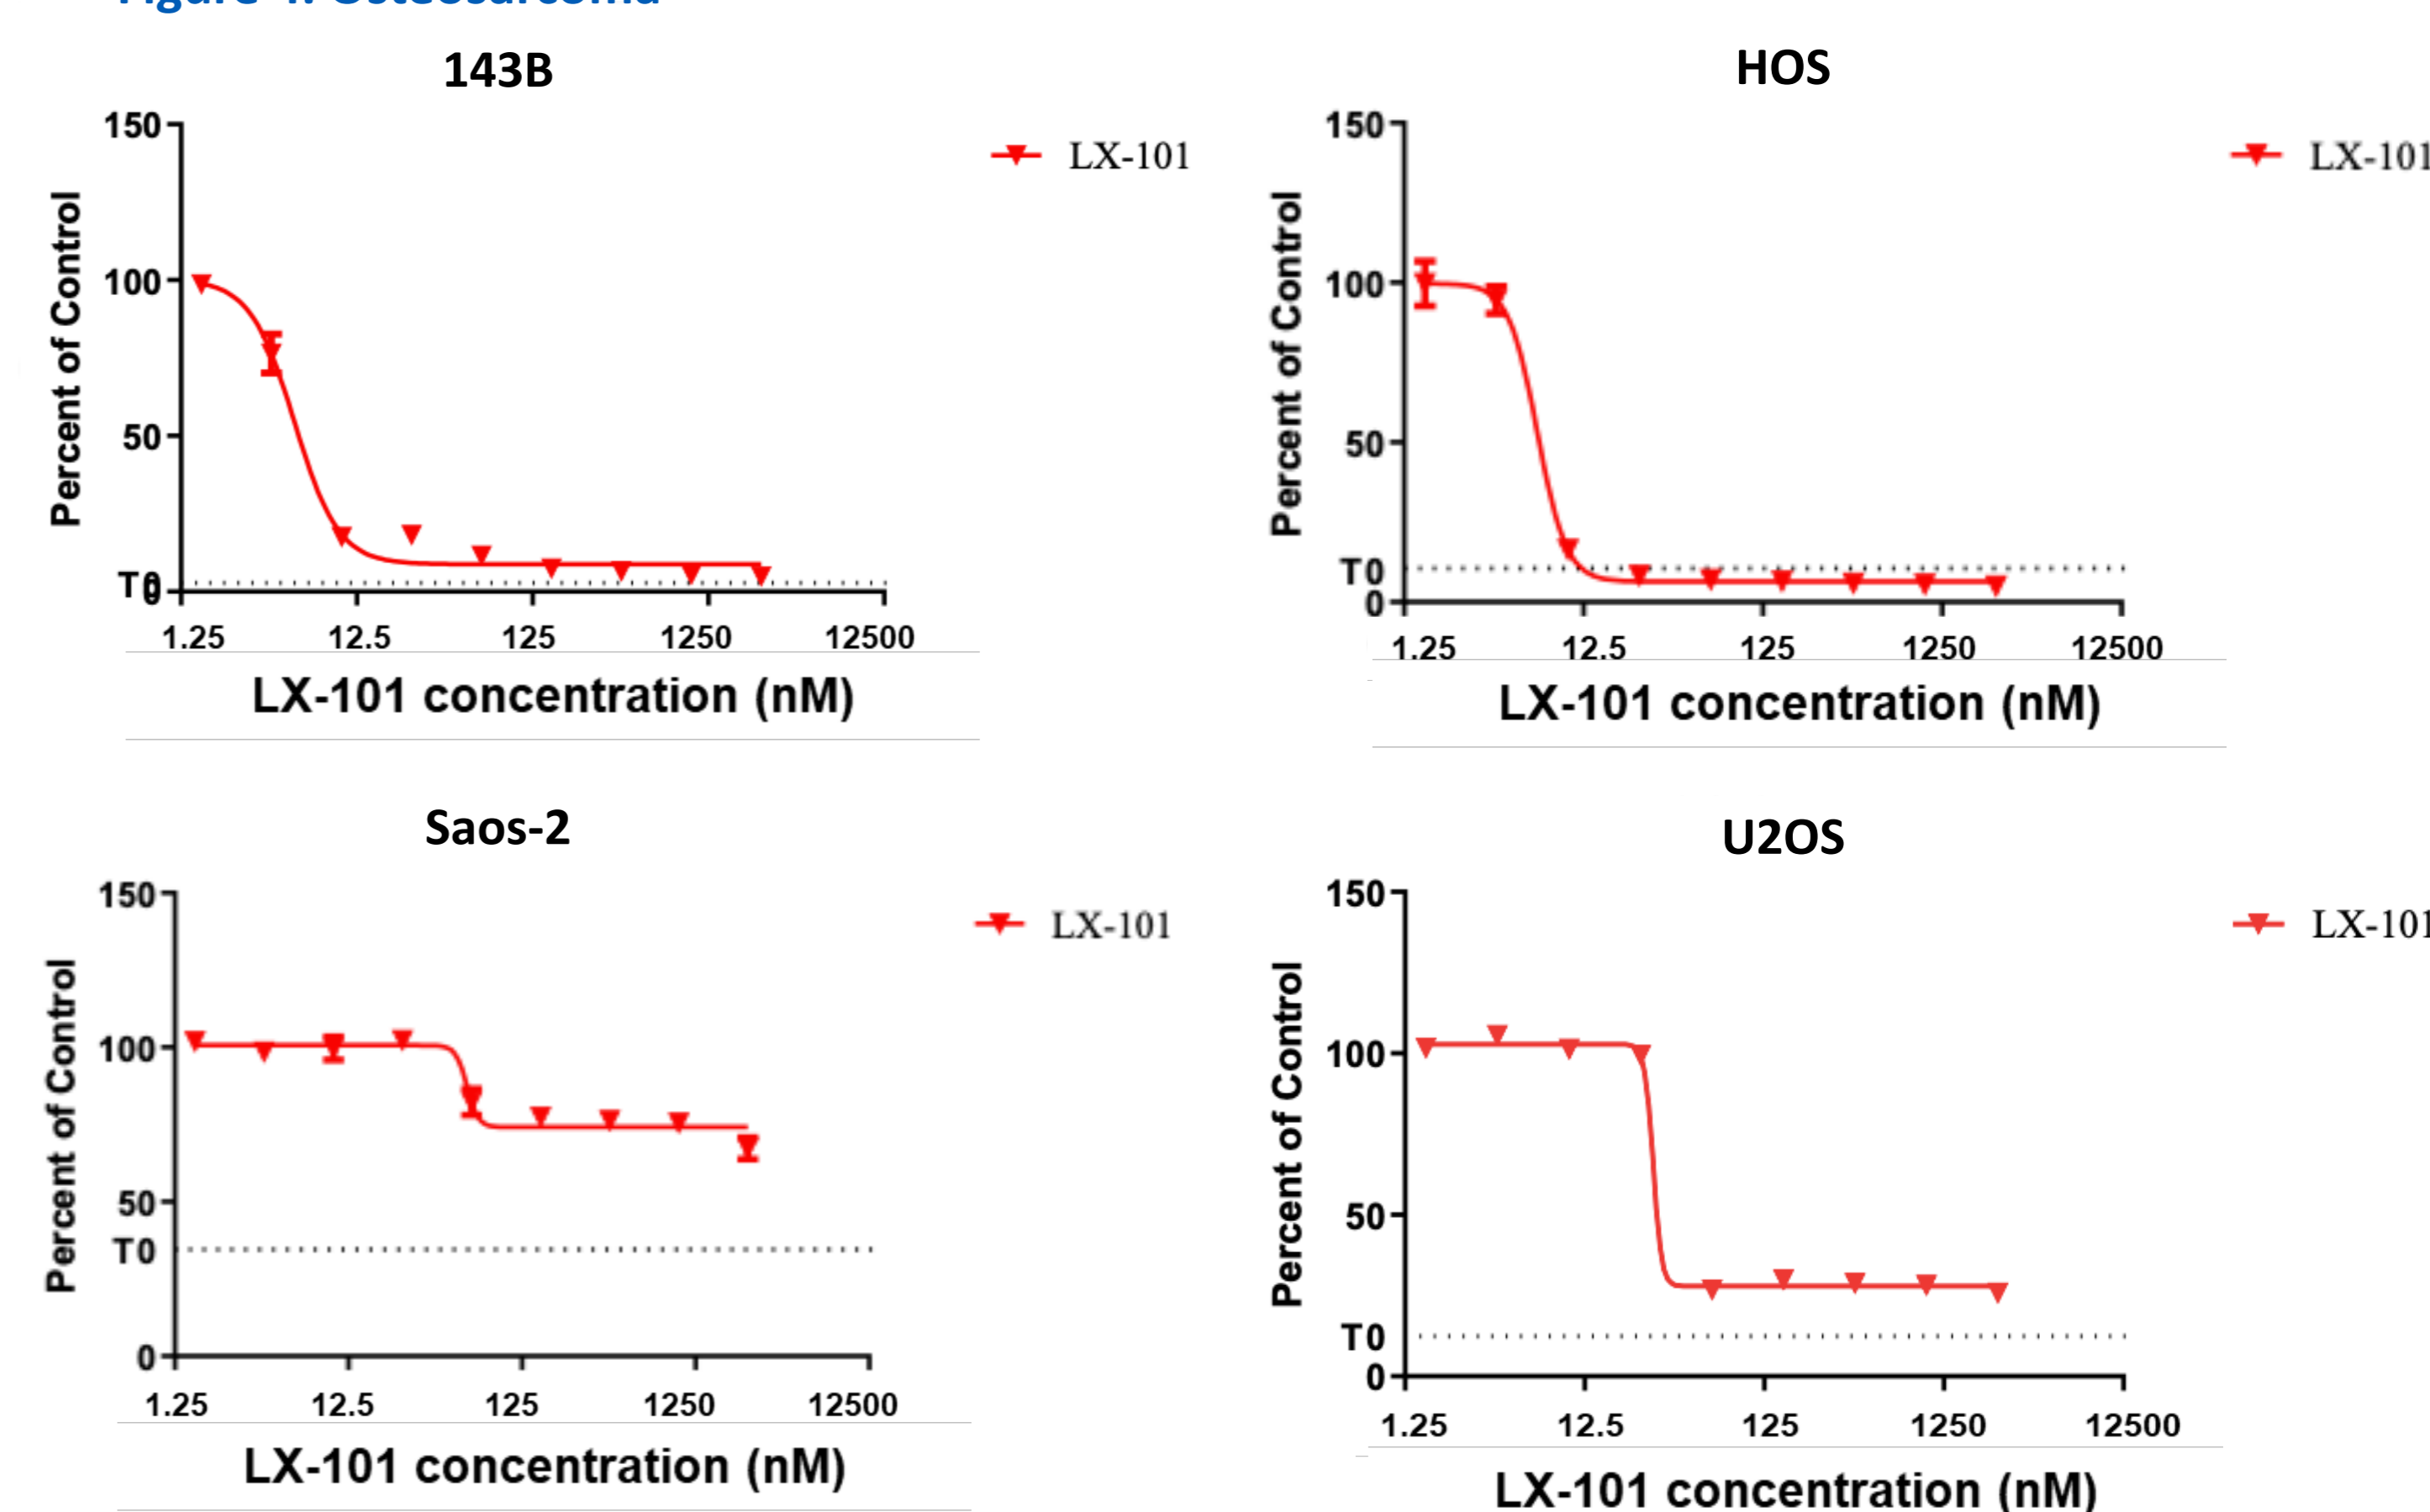 143B
150
100
50
T0
0
Percent of Control
LX-101
1.25 12.5 125 1250 12500
LX-101 concentration (nM)
HOS
150
100
50
T0
0
Percent of Control
LX-101
1.25 12.5 125 1250 12500
LX-101 concentration (nM)
Saos-2
150
100
50
T0
0
Percent of Control
LX-101
1.25 12.5 125 1250 12500
LX-101 concentration (nM)
U2OS
150
100
50
T0
0
Percent of Control
LX-101
1.25 12.5 125 1250 12500
LX-101 concentration (nM)